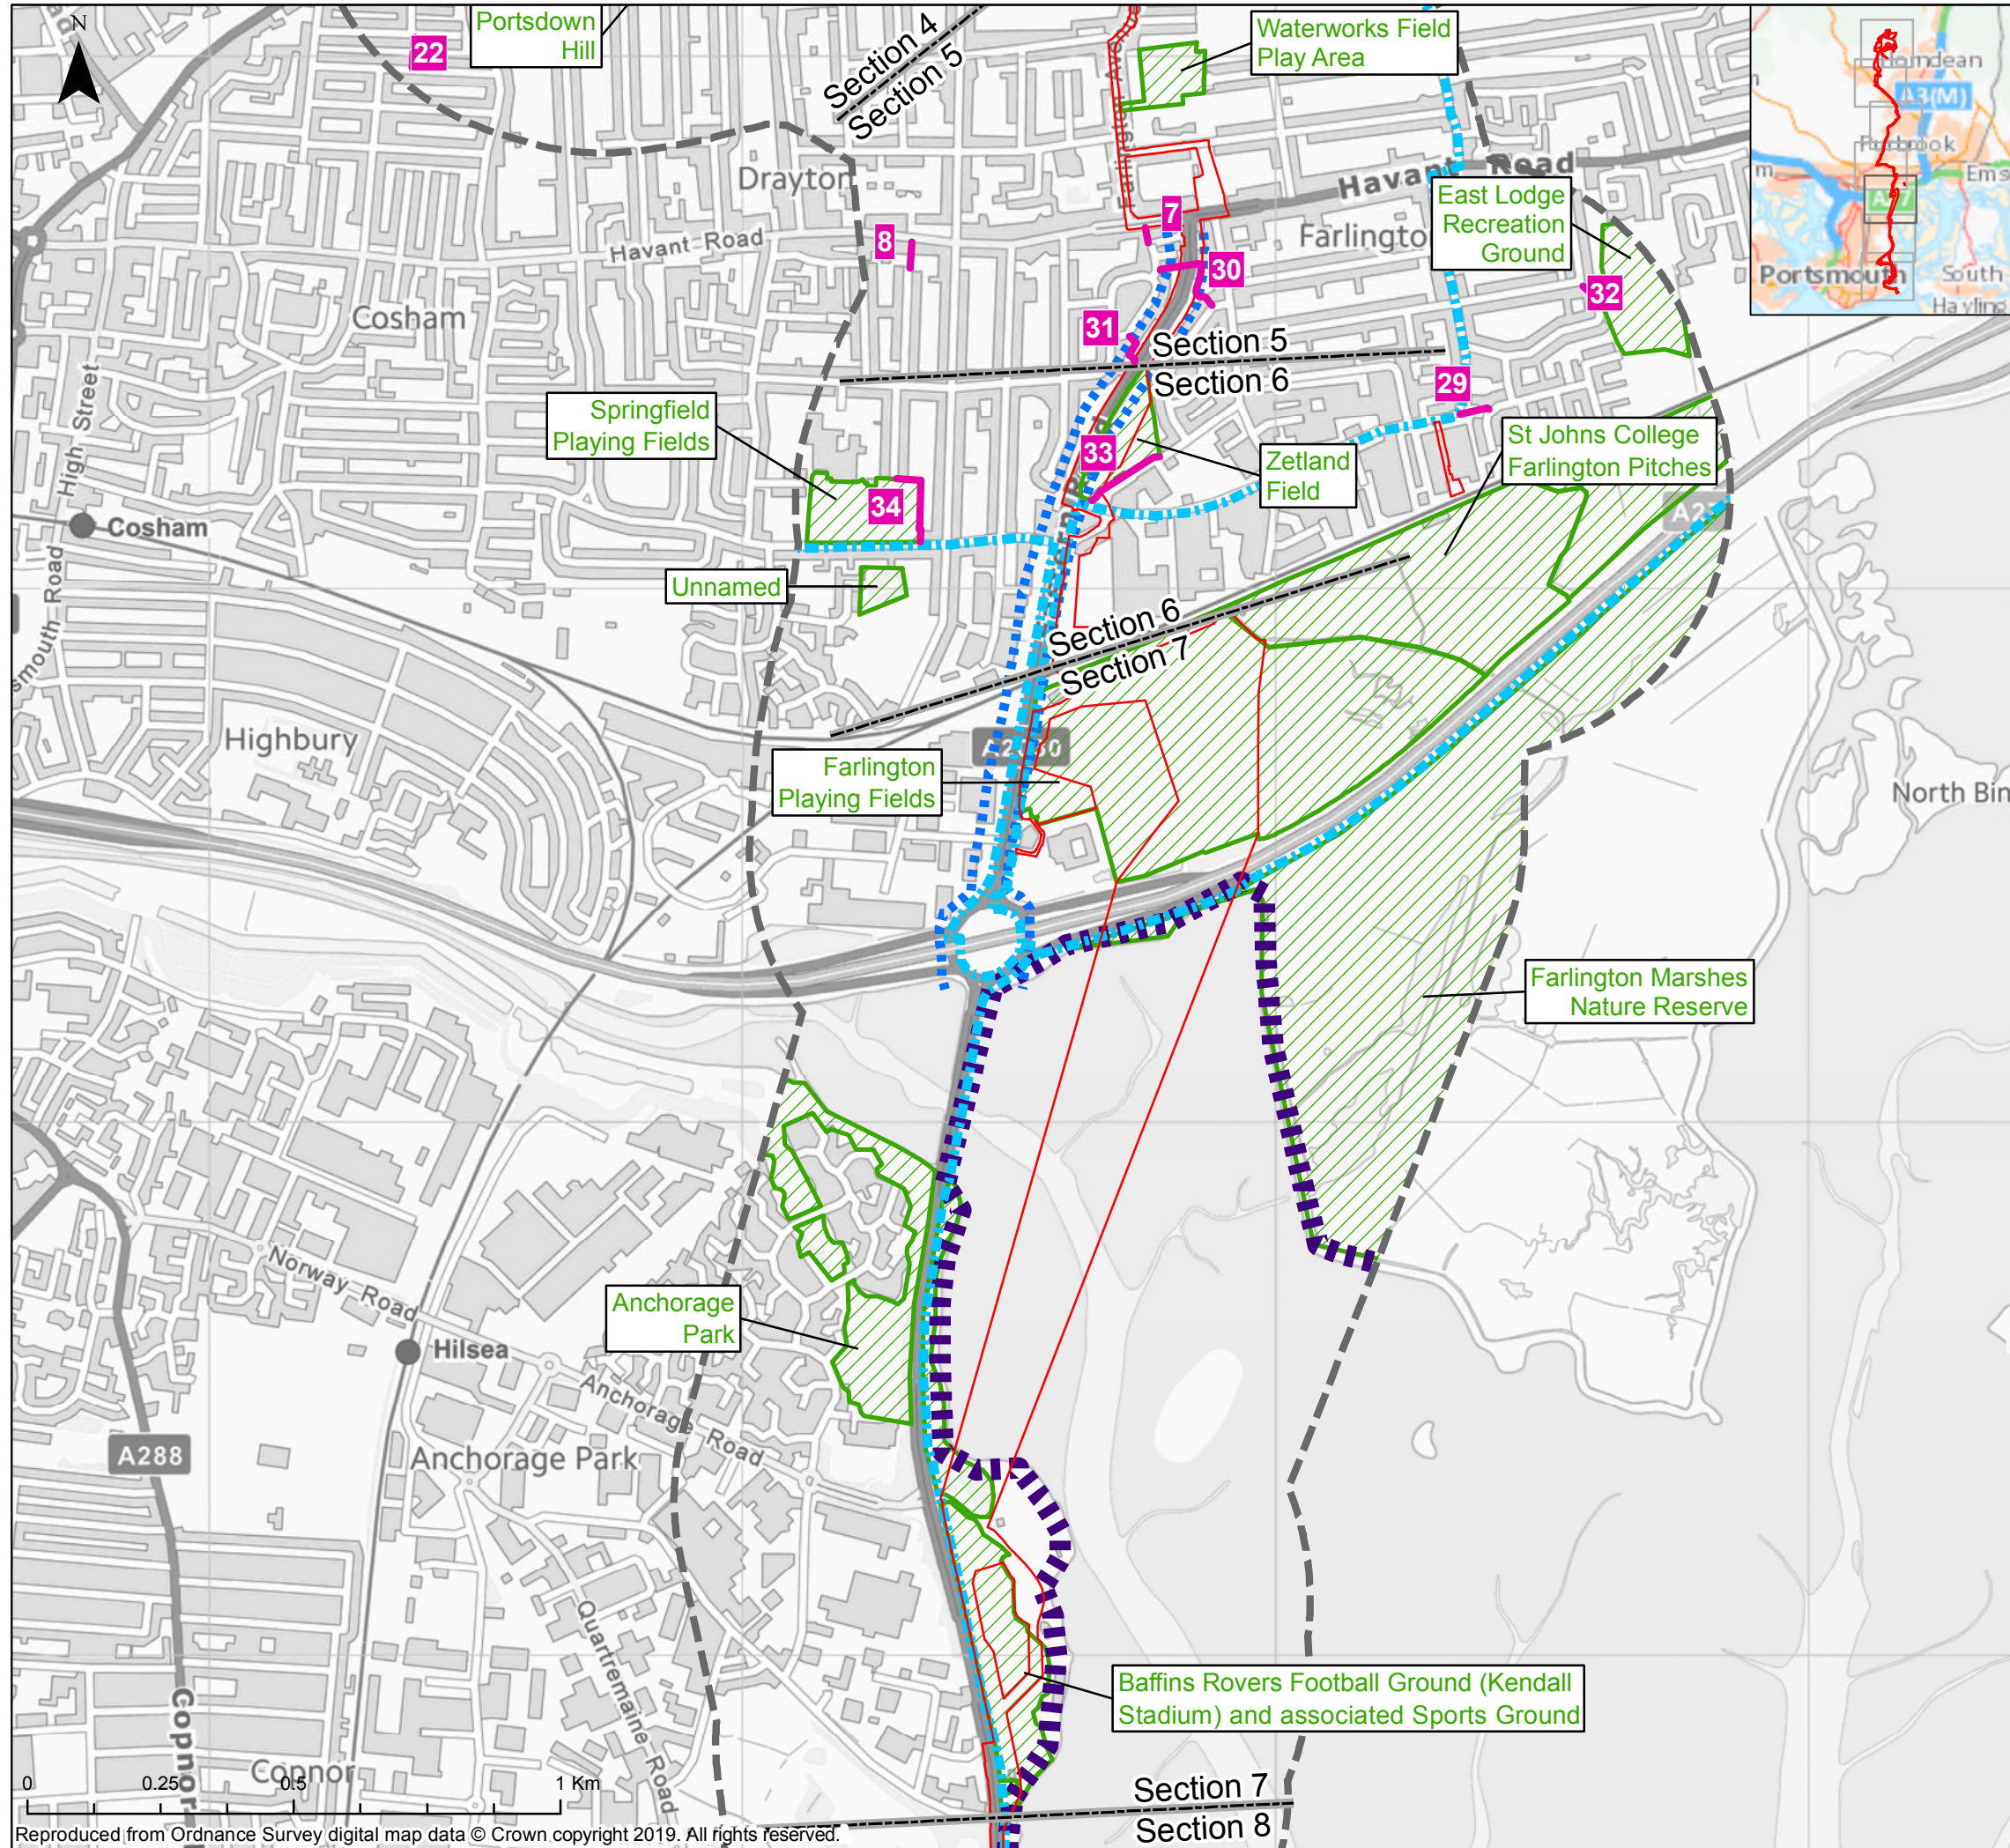 N
22
Portsdown
Hill
Section 4
Section 5
Waterworks Field
Play Area
Drayton
Havant Road
Havant Road
8
7
30
31
Cosham
East Lodge
Recreation
Ground
32
Section 5
Section 6
29
High Street
Springfield
Playing Fields
34
33
Zetland
Field
St Johns College
Farlington Pitches
Cosham
Unnamed
Section 6
Section 7
Highbury
Farlington
Playing Fields
North Bin
Farlington Marshes
Nature Reserve
Norway Road
Hilsea
Anchorage
Park
Anchorage Road
A288
Anchorage Park
Quartremaine Road
Baffins Rovers Football Ground (Kendall
Stadium) and associated Sports Ground
Copnor
Copnor
Section 7
Section 8
0 0.25 0.5 1 Km
Reproduced from Ordnance Survey digital map data © Crown copyright 2019. All rights reserved.
A3(M)
Portsmouth
South
Hayling